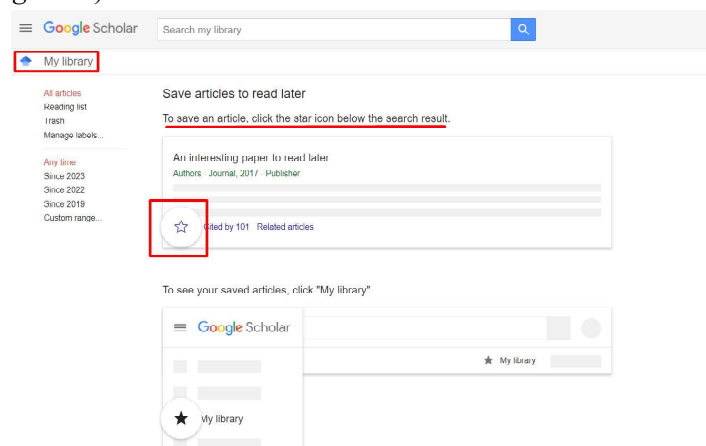 Google Scholar
Search my library
My library
All articles
Reading list
Trash
Manage labels...
Any time
Since 2023
Since 2022
Since 2019
Custom range...
Save articles to read later
To save an article, click the star icon below the search result.
An interesting paper to read later
Authors - Journal, 2017 - Publisher
Cited by 101 Related articles
To see your saved articles, click "My library"
Google Scholar
My library
My library